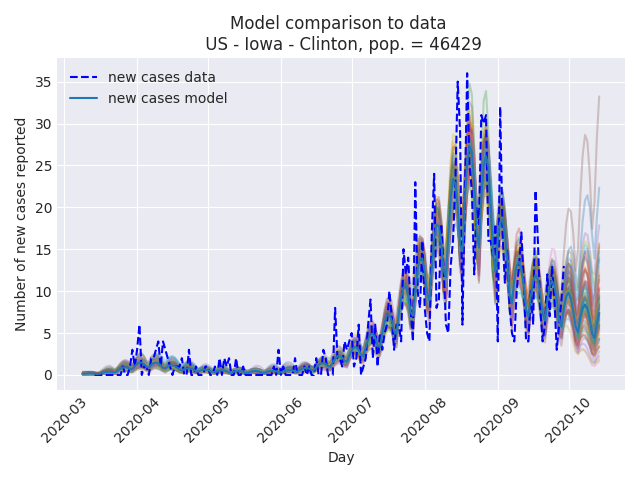 Model comparison to data
US - Iowa - Clinton, pop. = 46429
new cases data
new cases model
Number of new cases reported
35
30
25
20
15
10
5
0
2020-03
2020-04
2020-05
2020-06
2020-07
2020-08
2020-09
2020-10
Day